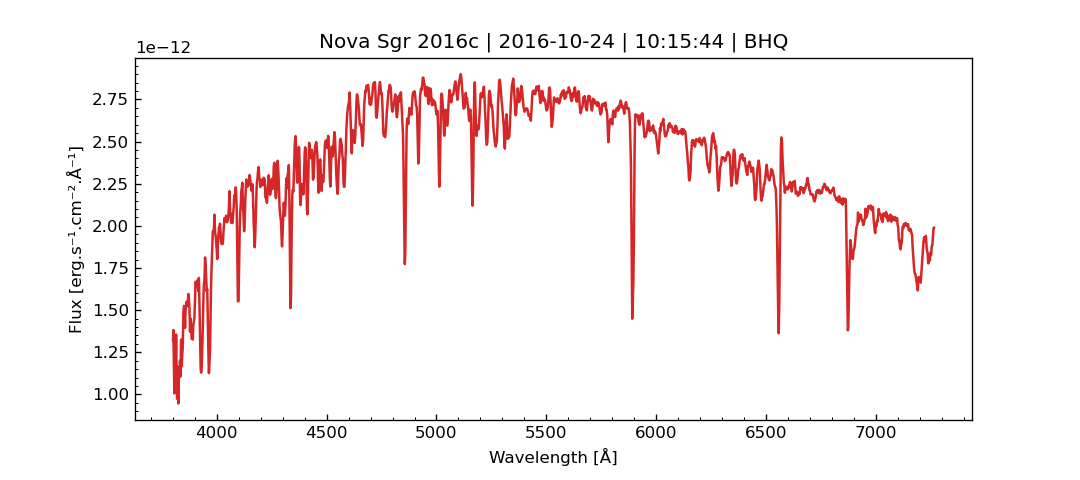 Nova Sgr 2016c | 2016-10-24 | 10:15:44 | BHQ
1e−12
2.75
2.50
2.25
2.00
1.75
1.50
1.25
1.00
Flux [erg.s⁻¹.cm⁻².Å⁻¹]
4000 4500 5000 5500 6000 6500 7000
Wavelength [Å]